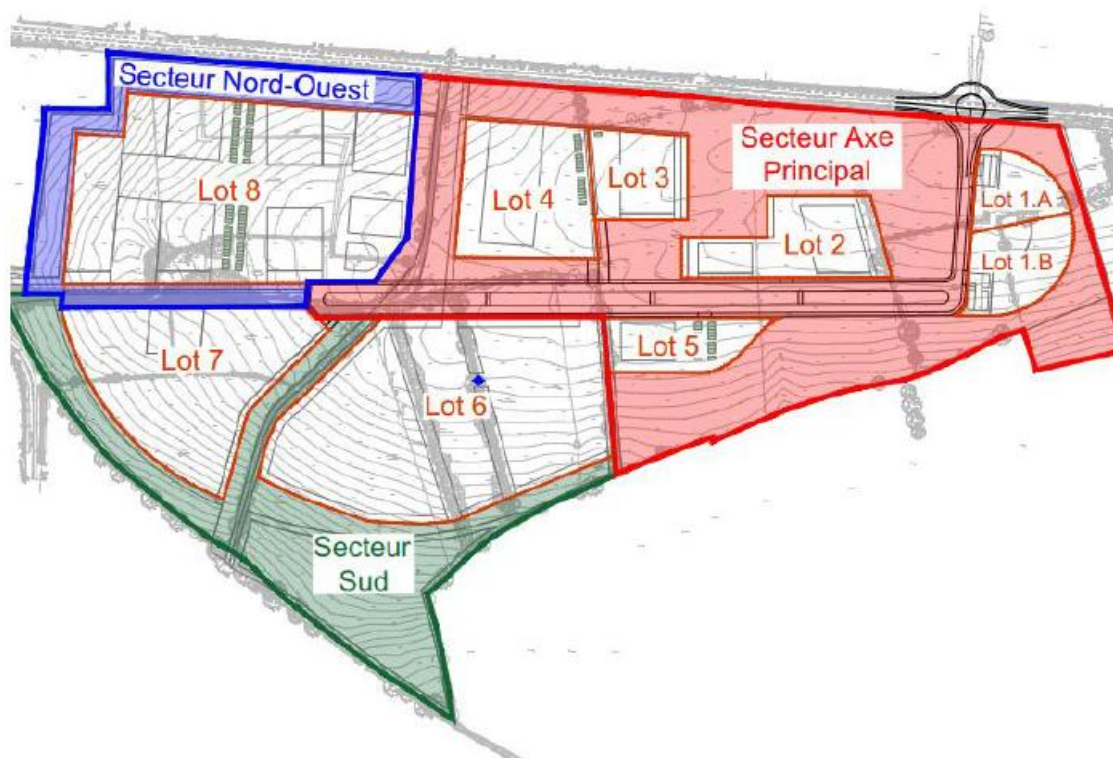 Secteur Nord-Ouest
Secteur Axe
Principal
Lot 8
Lot 4
Lot 3
Lot 2
Lot 1.A
Lot 1.B
Lot 7
Lot 5
Lot 6
Secteur
Sud